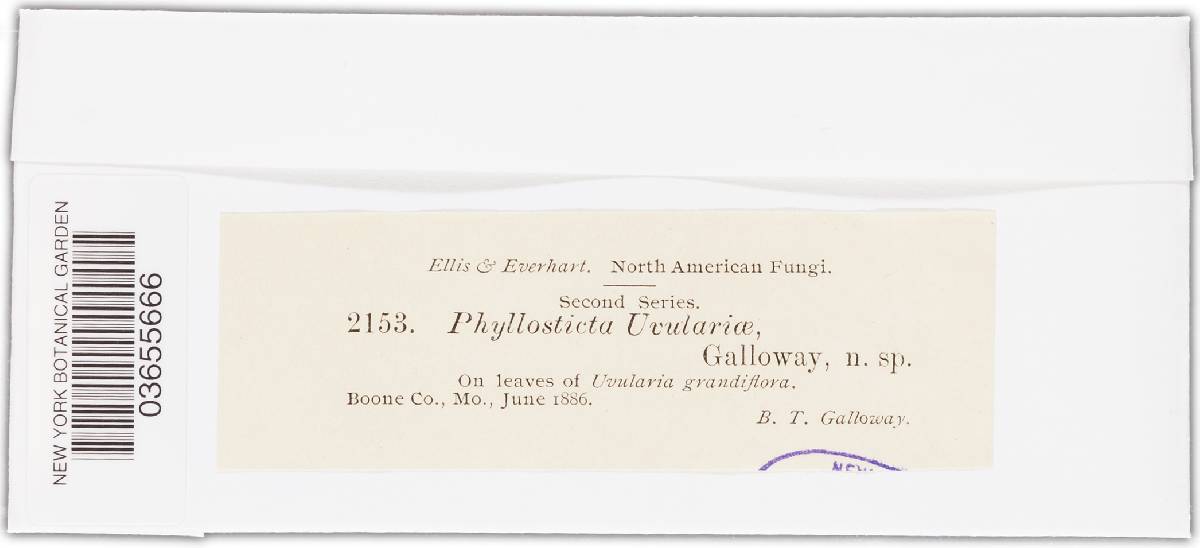 NEW YORK BOTANICAL GARDEN
03655666
Ellis & Everhart. North American Fungi.
Second Series.
2153. Phyllosticta Uvulariæ,
Galloway, n. sp.
On leaves of Uvularia grandiflora.
Boone Co., Mo., June 1886.
B. T. Galloway.
NEW